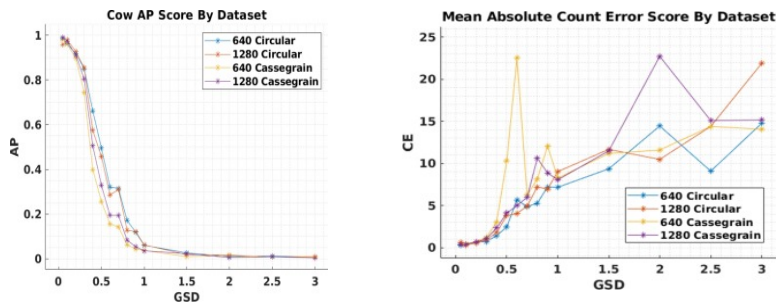 Cow AP Score By Dataset
1
0.8
0.6
0.4
0.2
0
AP
0 0.5 1 1.5 2 2.5 3
GSD
640 Circular
1280 Circular
640 Cassegrain
1280 Cassegrain
Mean Absolute Count Error Score By Dataset
25
20
15
10
5
0
CE
0 0.5 1 1.5 2 2.5 3
GSD
640 Circular
1280 Circular
640 Cassegrain
1280 Cassegrain